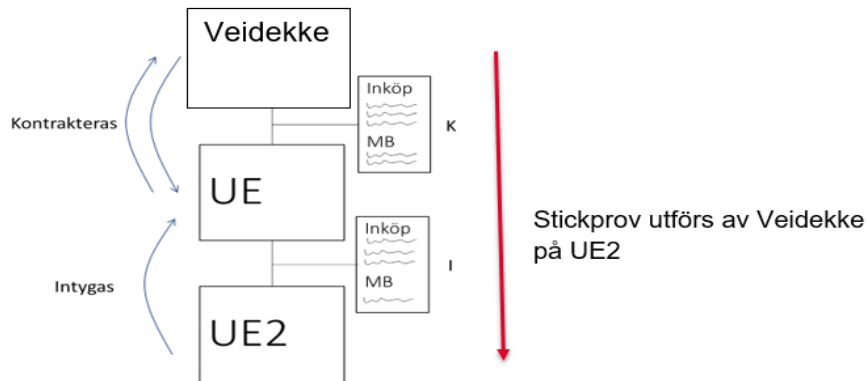 Veidekke
Inköp
Kontrakteras
K
MB
UE
Stickprov utförs av Veidekke
på UE2
Inköp
Intygas
I
MB
UE2